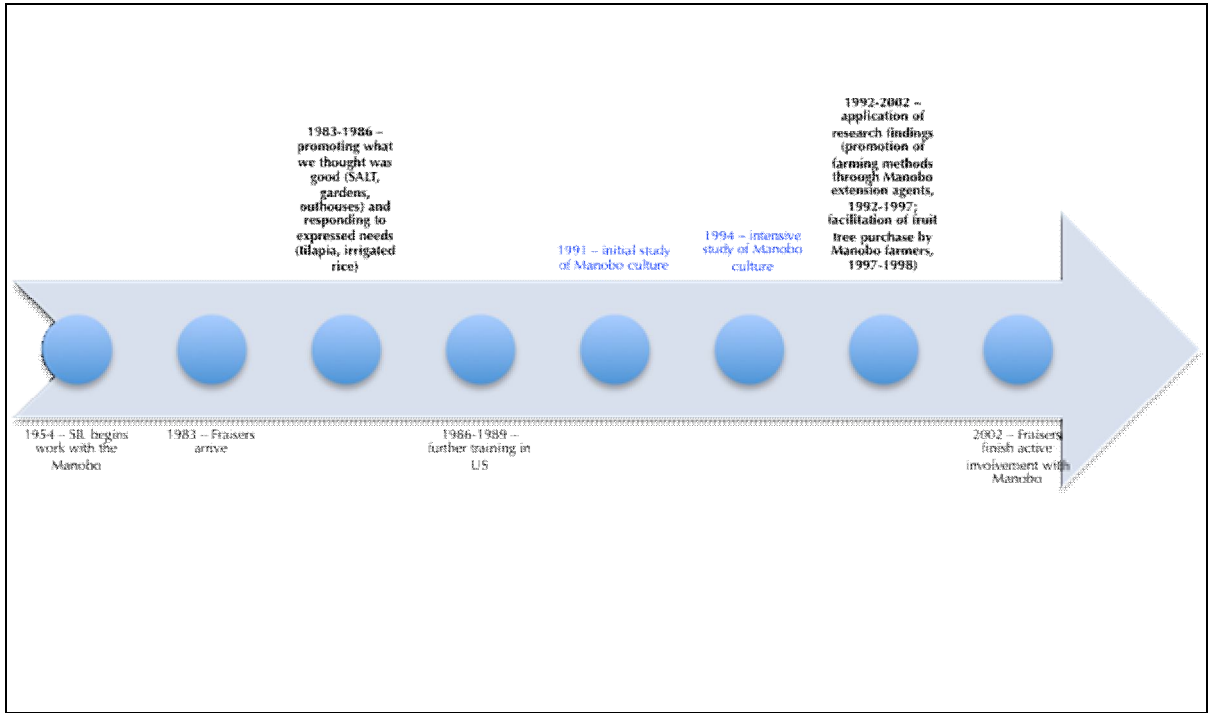 1983-1986 –
promoting what
we thought was
good (SALT,
gardens,
outhouses) and
responding to
expressed needs
(tilapia, irrigated
rice)
1991 – initial study
of Manobo culture
1994 – intensive
study of Manobo
culture
1992-2002 –
application of
research findings
(promotion of
farming methods
through Manobo
extension agents,
1992-1997;
facilitation of fruit
tree purchase by
Manobo farmers,
1997-1998)
1954 – SIL begins
work with the
Manobo
1983 – Fraisers
arrive
1986-1989 –
further training in
US
2002 – Fraisers
finish active
involvement with
Manobo